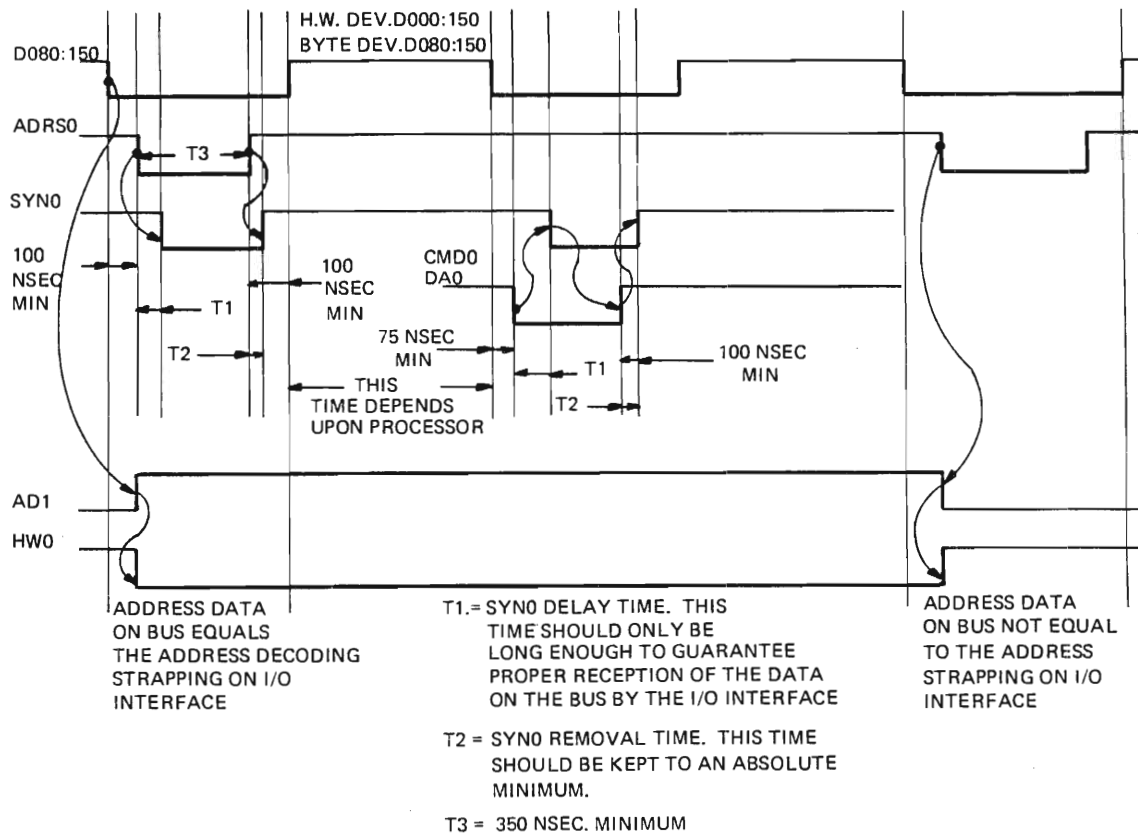 H.W. DEV.D000:150
BYTE DEV.D080:150
D080:150
ADRS0
T3
SYN0
100
NSEC
MIN
T1
100
NSEC
MIN
T2
CMD0
DA0
75 NSEC
MIN
T1
100 NSEC
MIN
T2
THIS
TIME DEPENDS
UPON PROCESSOR
AD1
HW0
ADDRESS DATA
ON BUS EQUALS
THE ADDRESS DECODING
STRAPPING ON I/O
INTERFACE
T1.= SYN0 DELAY TIME. THIS
TIME SHOULD ONLY BE
LONG ENOUGH TO GUARANTEE
PROPER RECEPTION OF THE DATA
ON THE BUS BY THE I/O INTERFACE
T2 = SYN0 REMOVAL TIME. THIS TIME
SHOULD BE KEPT TO AN ABSOLUTE
MINIMUM.
T3 = 350 NSEC. MINIMUM
ADDRESS DATA
ON BUS NOT EQUAL
TO THE ADDRESS
STRAPPING ON I/O
INTERFACE